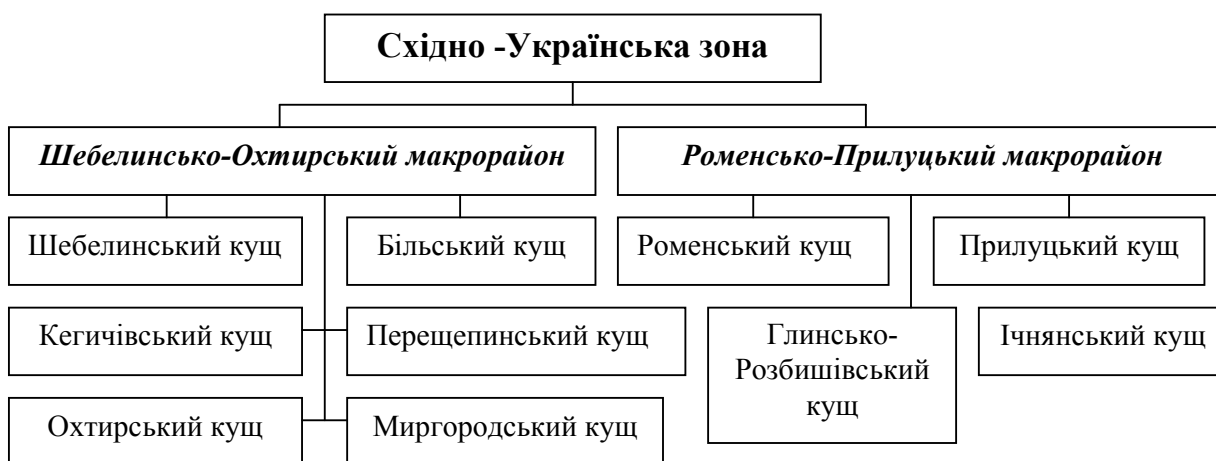 Східно -Українська зона
Шебелинсько-Охтирський макрорайон
Роменсько-Прилуцький макрорайон
Шебелинський кущ
Більський кущ
Роменський кущ
Прилуцький кущ
Кегичівський кущ
Перещепинський кущ
Глинсько-
Розбишівський
кущ
Ічнянський кущ
Охтирський кущ
Миргородський кущ